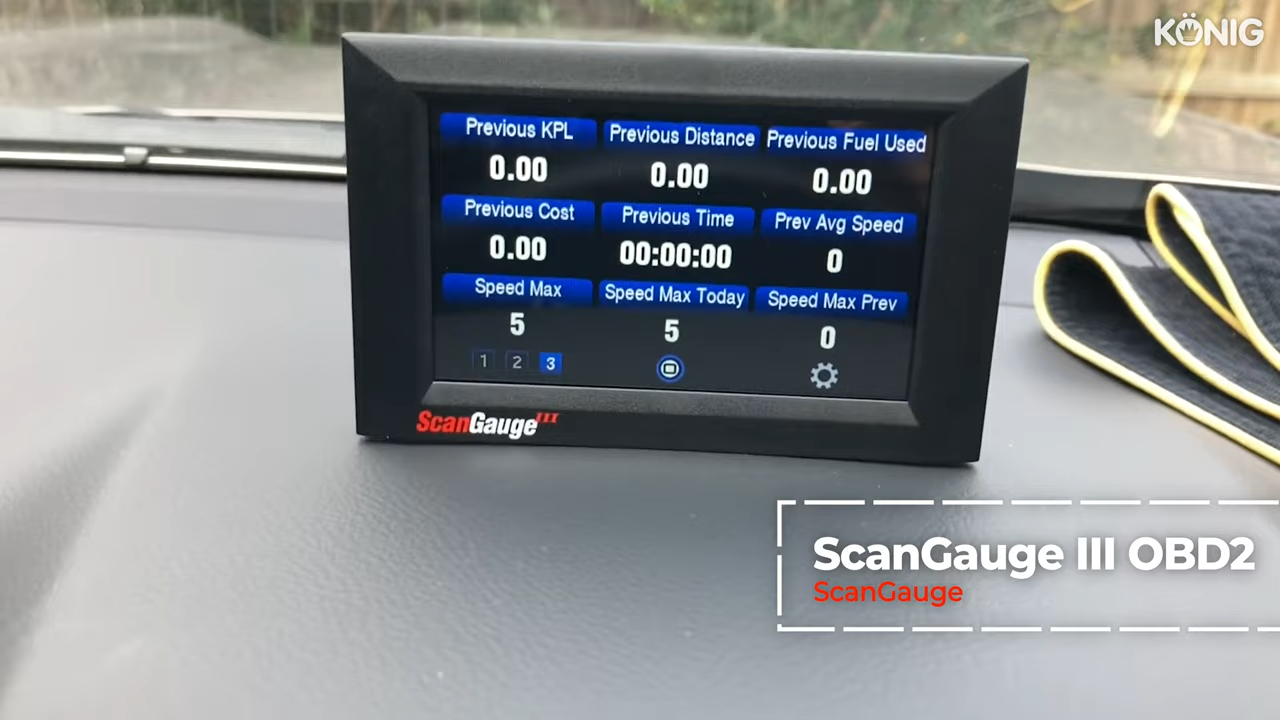 KÖNIG
Previous KPL
Previous Distance
Previous Fuel Used
0.00
0.00
0.00
Previous Cost
Previous Time
Prev Avg Speed
0.00
00:00:00
0
Speed Max
Speed Max Today
Speed Max Prev
5
5
0
1 2 3
ScanGauge III
ScanGauge III OBD2
ScanGauge